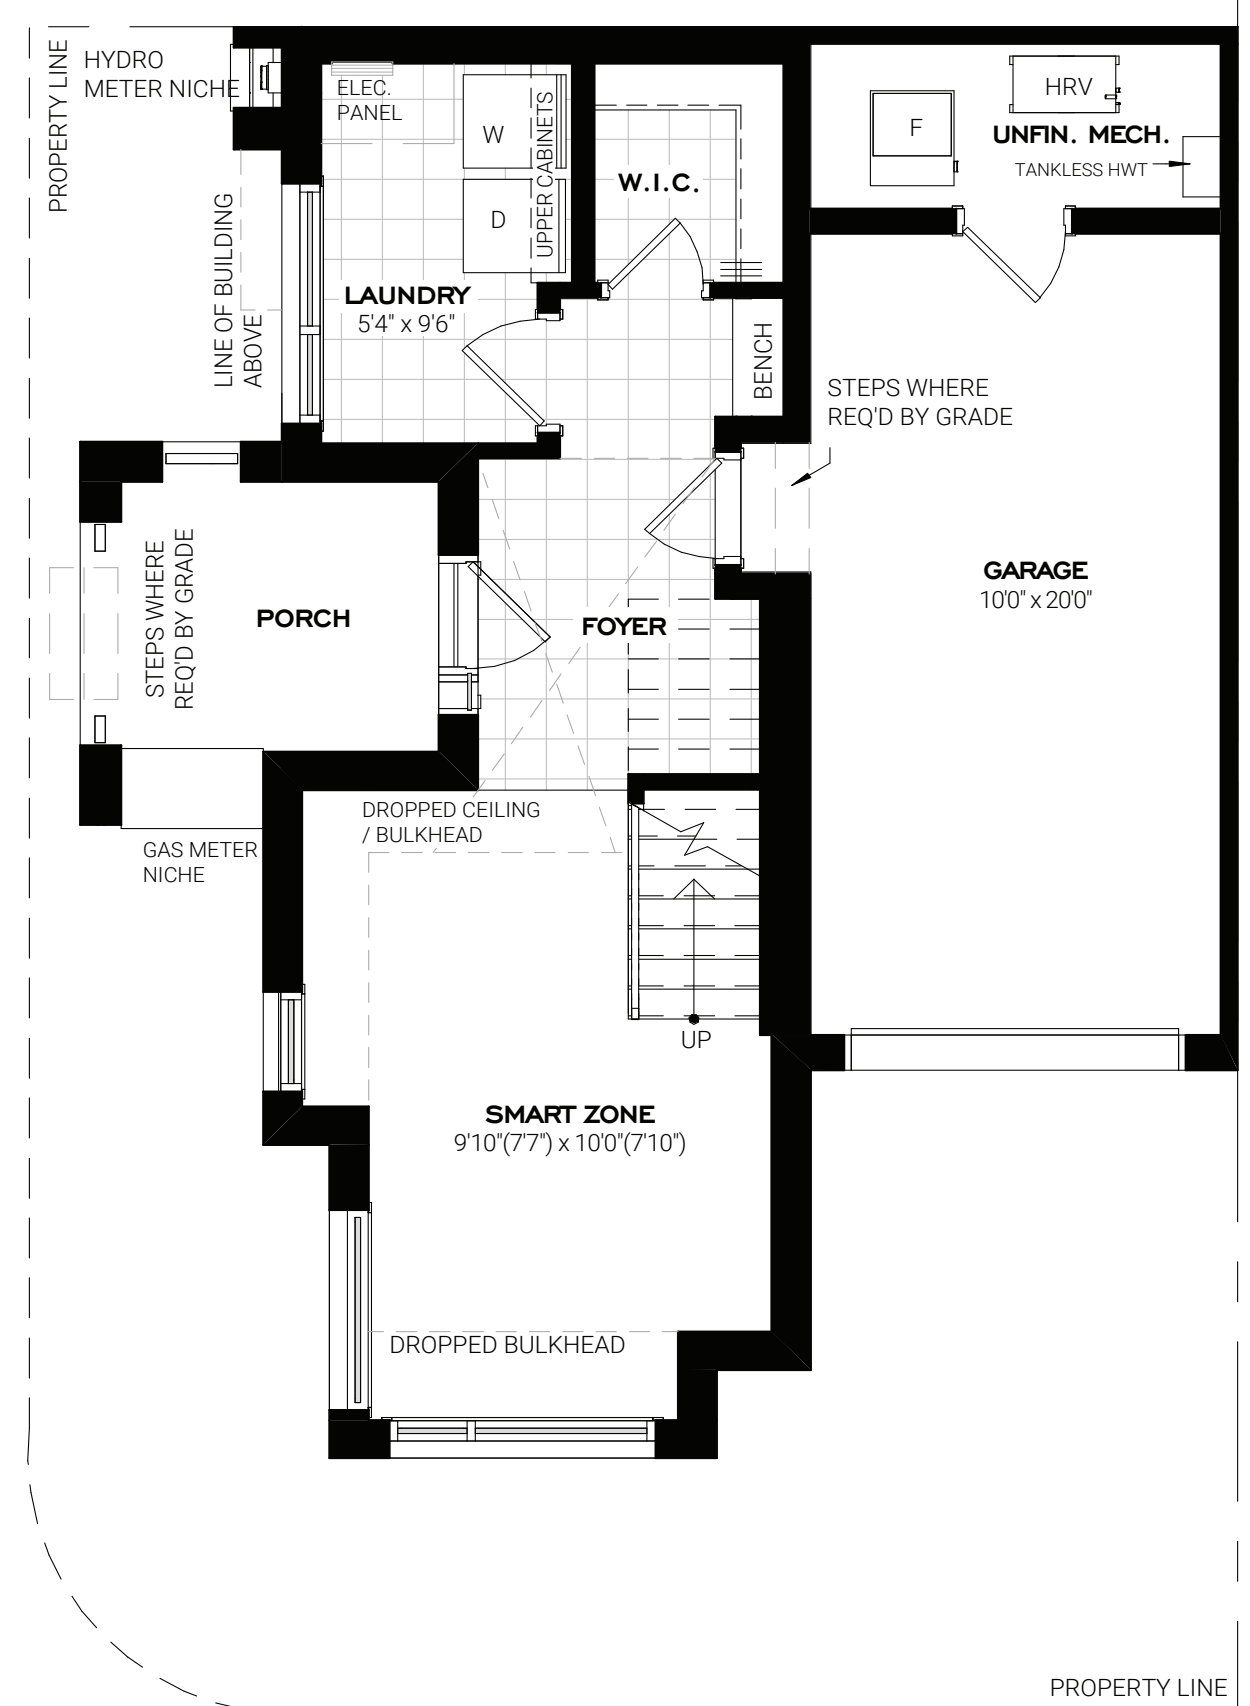 PROPERTY LINE
HYDRO
METER NICHE
ELEC.
PANEL
W
D
UPPER CABINETS
W.I.C.
F
HRV
UNFIN. MECH.
TANKLESS HWT
LINE OF BUILDING
ABOVE
LAUNDRY
5'4" x 9'6"
BENCH
STEPS WHERE
REQ'D BY GRADE
STEPS WHERE
REQ'D BY GRADE
PORCH
FOYER
GARAGE
10'0" x 20'0"
DROPPED CEILING
/ BULKHEAD
GAS METER
NICHE
UP
SMART ZONE
9'10"(7'7") x 10'0"(7'10")
DROPPED BULKHEAD
PROPERTY LINE